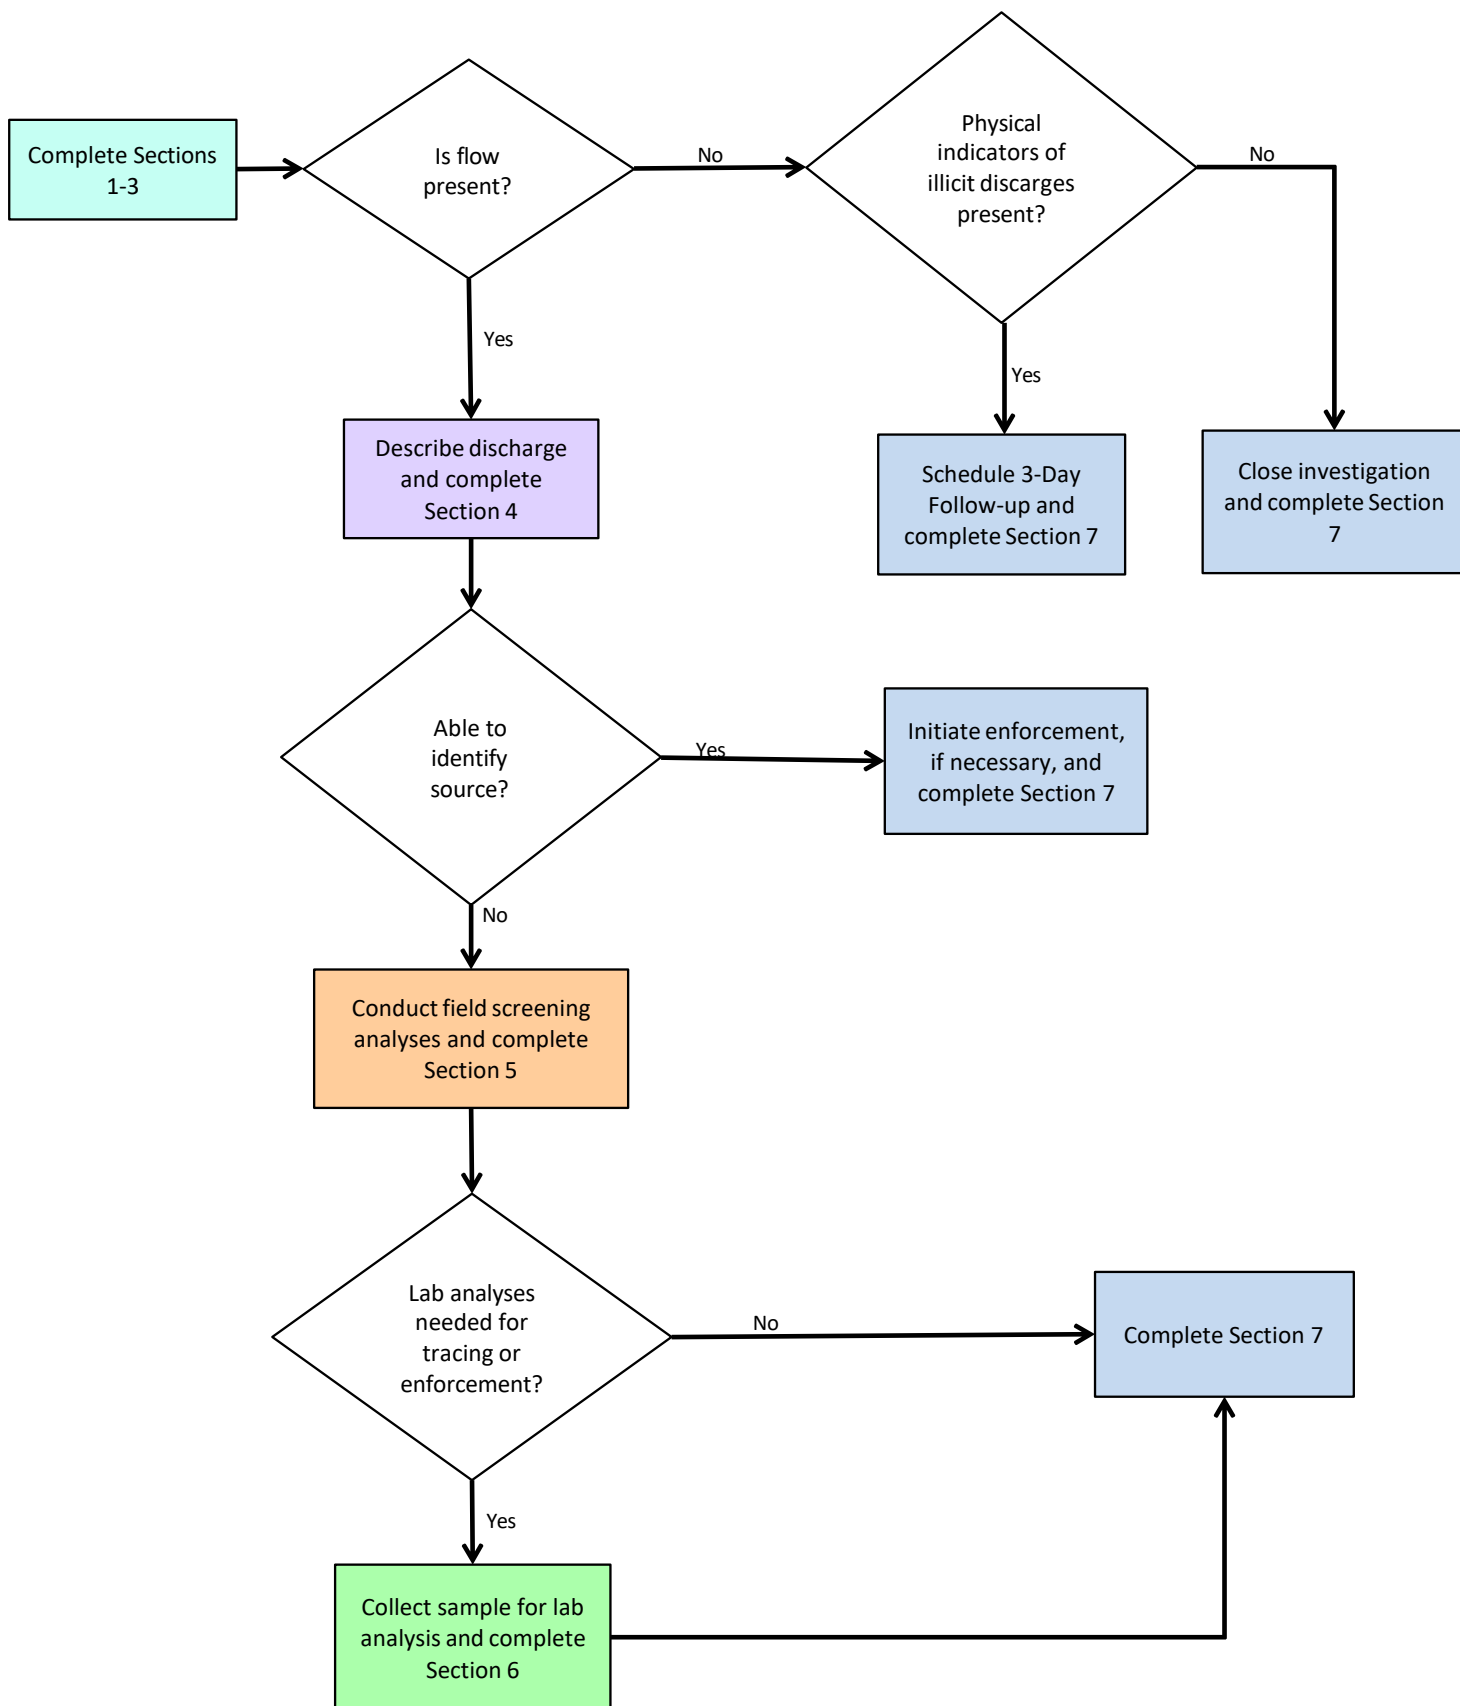 Complete Sections
1-3
Is flow
present?
No
Physical
indicators of
illicit discarges
present?
No
Yes
Yes
Describe discharge
and complete
Section 4
Schedule 3-Day
Follow-up and
complete Section 7
Close investigation
and complete Section
7
Able to
identify
source?
Yes
Initiate enforcement,
if necessary, and
complete Section 7
No
Conduct field screening
analyses and complete
Section 5
Lab analyses
needed for
tracing or
enforcement?
No
Complete Section 7
Yes
Collect sample for lab
analysis and complete
Section 6